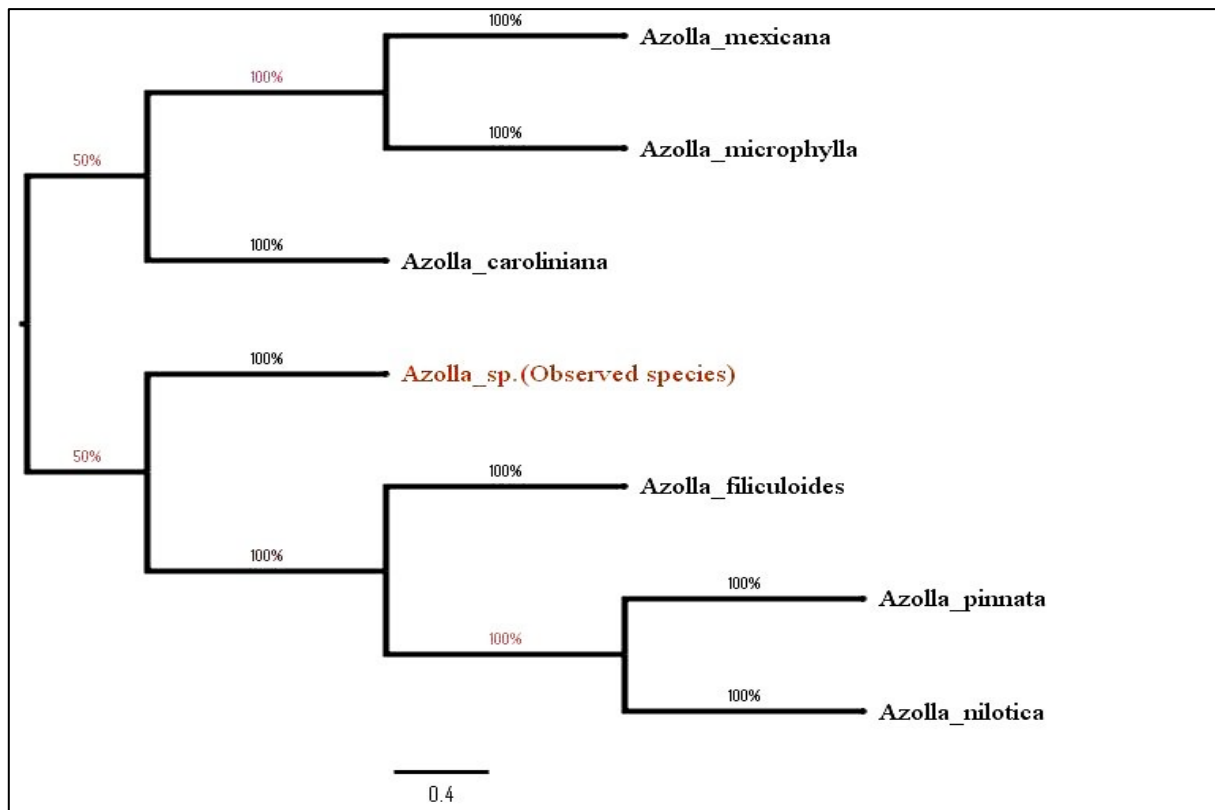 100%
Azolla_mexicana
100%
100%
Azolla_microphylla
50%
100%
Azolla_caroliniana
100%
Azolla_sp.(Observed species)
50%
100%
Azolla_filiculoides
100%
100%
Azolla_pinnata
100%
100%
Azolla_nilotica
0.4